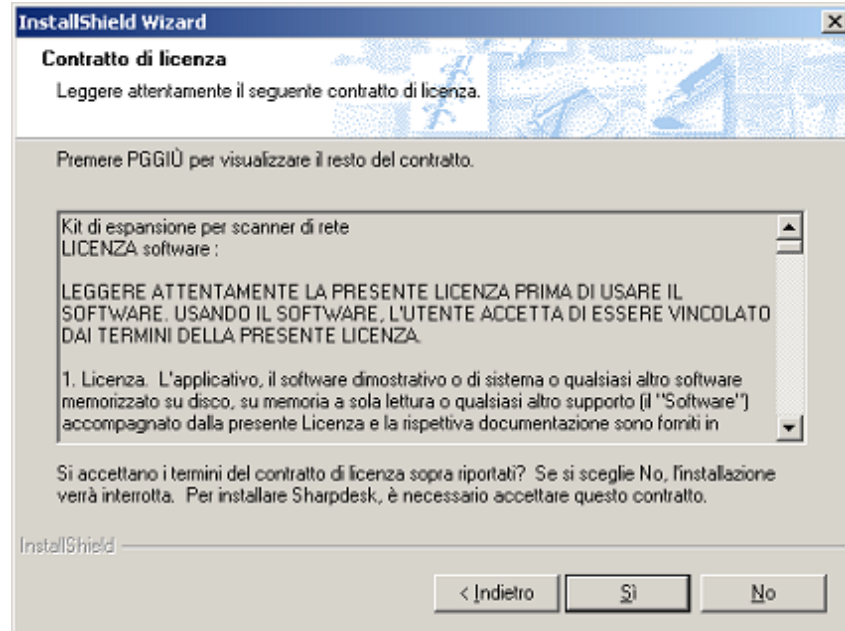 InstallShield Wizard
Contratto di licenza
Leggere attentamente il seguente contratto di licenza.
Premere PGGIÙ per visualizzare il resto del contratto.
Kit di espansione per scanner di rete
LICENZA software :
LEGGERE ATTENTAMENTE LA PRESENTE LICENZA PRIMA DI USARE IL
SOFTWARE. USANDO IL SOFTWARE, L'UTENTE ACCETTA DI ESSERE VINCOLATO
DAI TERMINI DELLA PRESENTE LICENZA.
1. Licenza. L'applicativo, il software dimostrativo o di sistema o qualsiasi altro software
memorizzato su disco, su memoria a sola lettura o qualsiasi altro supporto (il "Software")
accompagnato dalla presente Licenza e la rispettiva documentazione sono forniti in
Si accettano i termini del contratto di licenza sopra riportati? Se si sceglie No, l'installazione
verrà interrotta. Per installare Sharpdesk, è necessario accettare questo contratto.
InstallShield
< Indietro
Sì
No